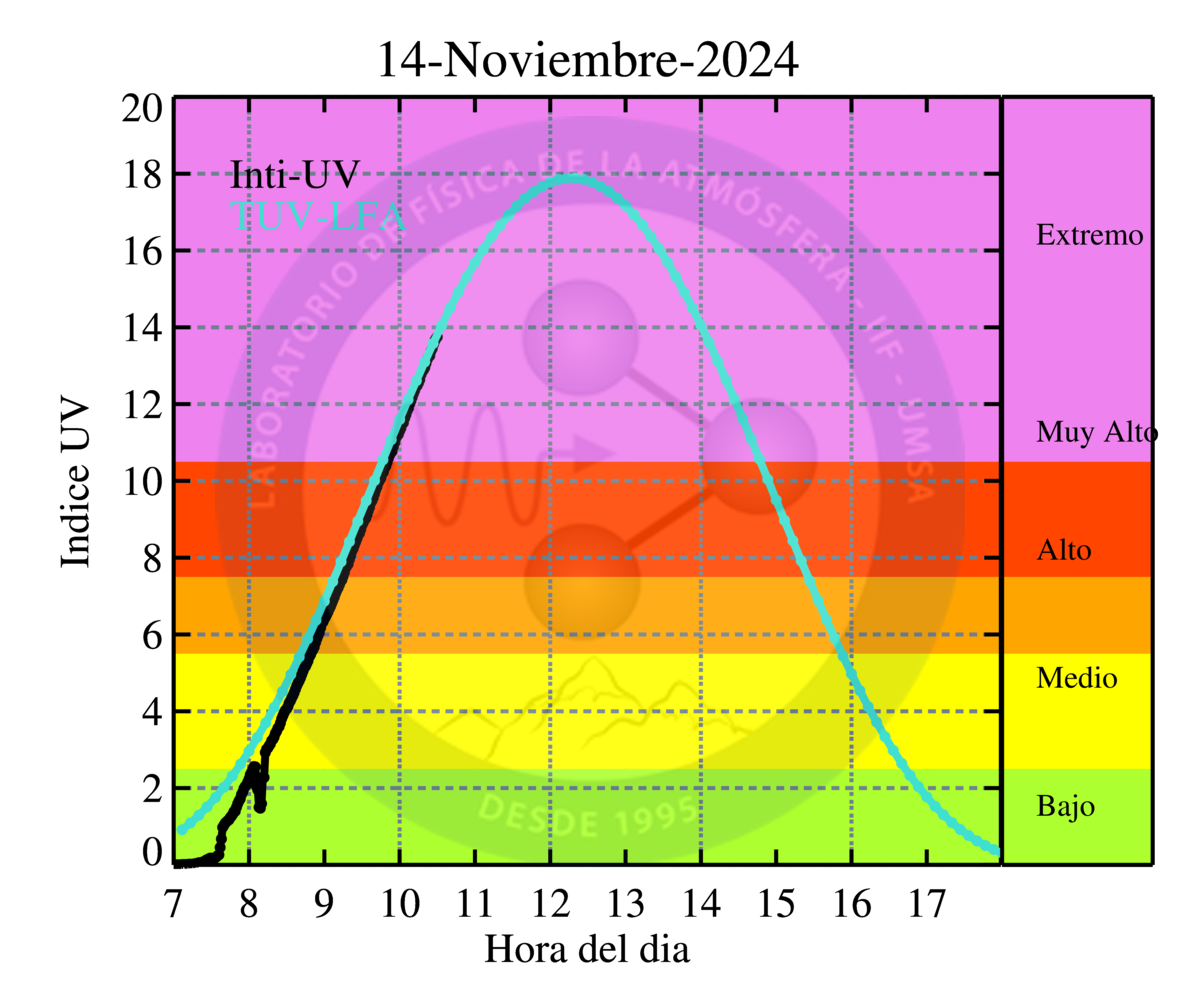 14-Noviembre-2024
20
18
16
14
12
10
8
6
4
2
0
Indice UV
Inti-UV
TUV-LFA
LABORATORIO DE FÍSICA DE LA ATMÓSFERA - IIF - UMSA
DESDE 1995
Extremo
Muy Alto
Alto
Medio
Bajo
7 8 9 10 11 12 13 14 15 16 17
Hora del dia